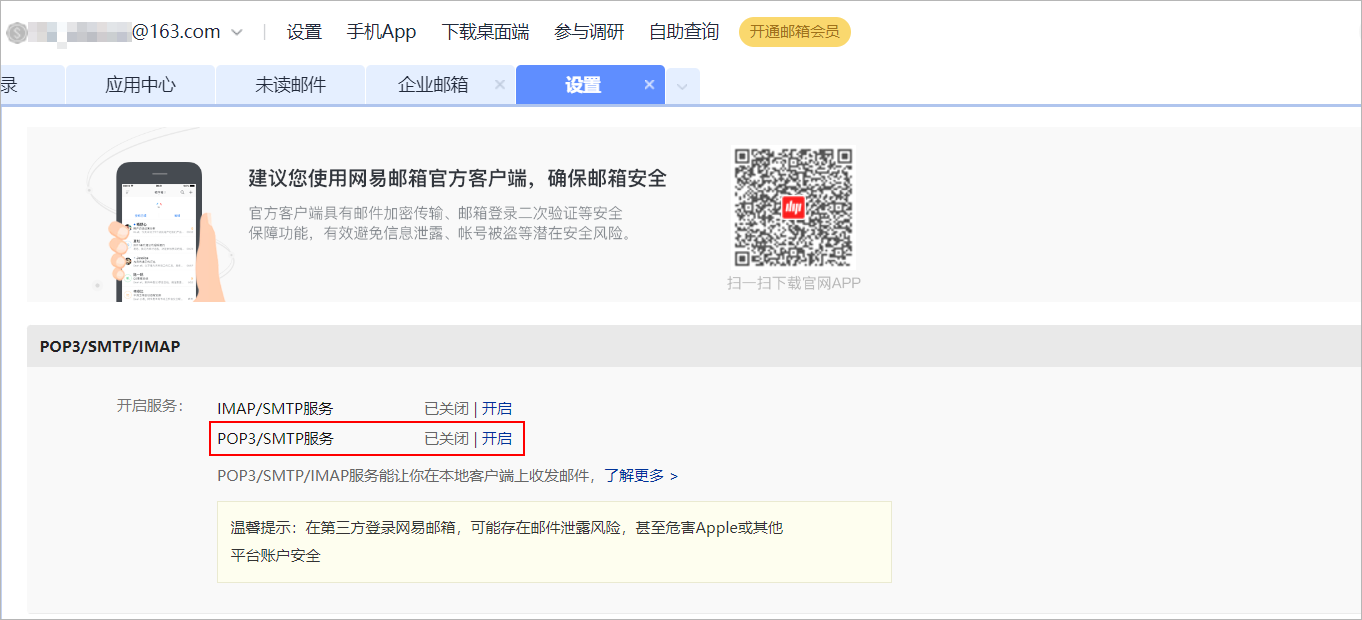 @163.com 设置 手机App 下载桌面端 参与调研 自助查询 开通邮箱会员
录 应用中心 未读邮件 企业邮箱 设置
建议您使用网易邮箱官方客户端，确保邮箱安全
官方客户端具有邮件加密传输、邮箱登录二次验证等安全
保障功能，有效避免信息泄露、帐号被盗等潜在安全风险。
扫一扫下载官网APP
POP3/SMTP/IMAP
开启服务： IMAP/SMTP服务 已关闭 | 开启
POP3/SMTP服务 已关闭 | 开启
POP3/SMTP/IMAP服务能让你在本地客户端上收发邮件，了解更多 >
温馨提示：在第三方登录网易邮箱，可能存在邮件泄露风险，甚至危害Apple或其他
平台账户安全